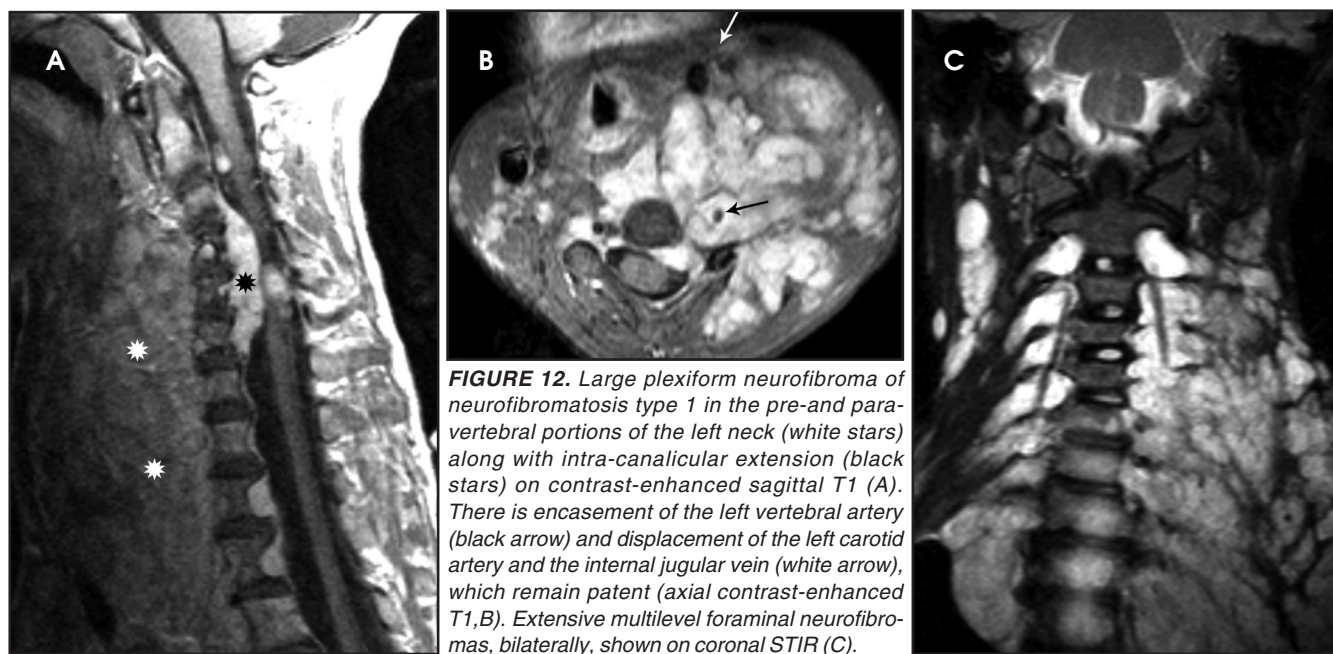 A
B
C
FIGURE 12. Large plexiform neurofibroma of
neurofibromatosis type 1 in the pre-and para-
vertebral portions of the left neck (white stars)
along with intra-canalicular extension (black
stars) on contrast-enhanced sagittal T1 (A).
There is encasement of the left vertebral artery
(black arrow) and displacement of the left carotid
artery and the internal jugular vein (white arrow),
which remain patent (axial contrast-enhanced
T1,B). Extensive multilevel foraminal neurofibro-
mas, bilaterally, shown on coronal STIR (C).